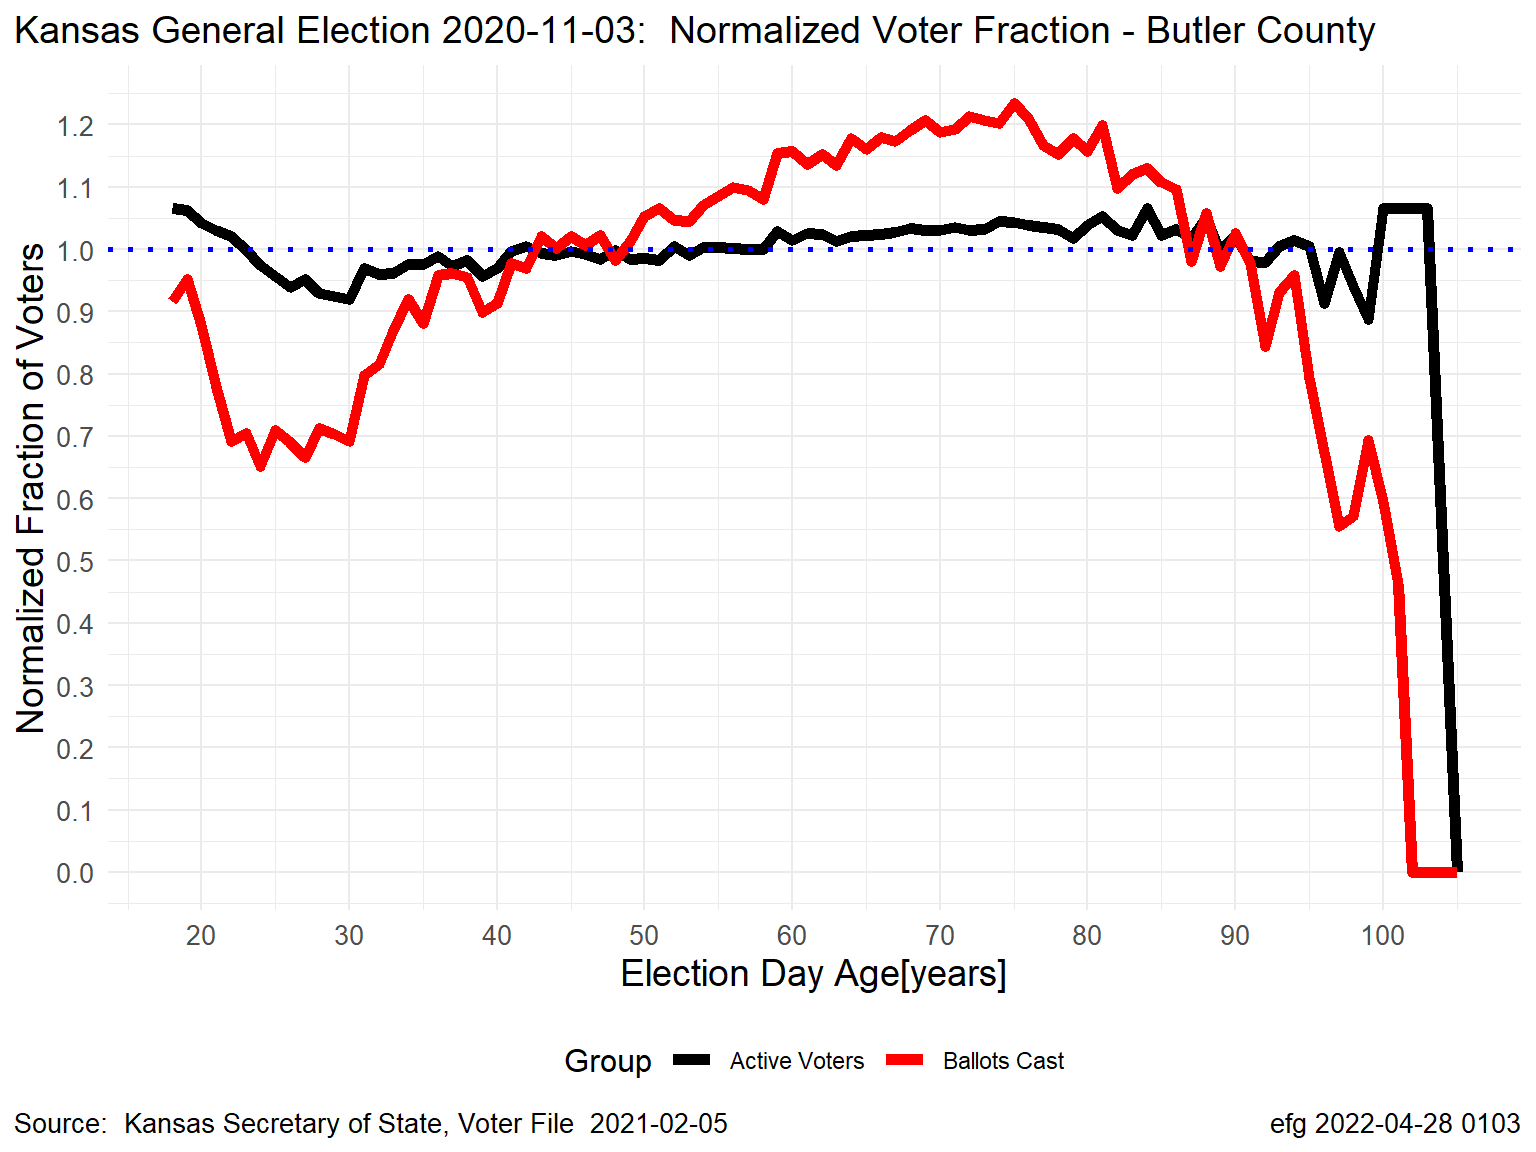 Kansas General Election 2020-11-03:  Normalized Voter Fraction - Butler County
Normalized Fraction of Voters
1.2
1.1
1.0
0.9
0.8
0.7
0.6
0.5
0.4
0.3
0.2
0.1
0.0
20 30 40 50 60 70 80 90 100
Election Day Age[years]
Group Active Voters Ballots Cast
Source:  Kansas Secretary of State, Voter File  2021-02-05
efg 2022-04-28 0103